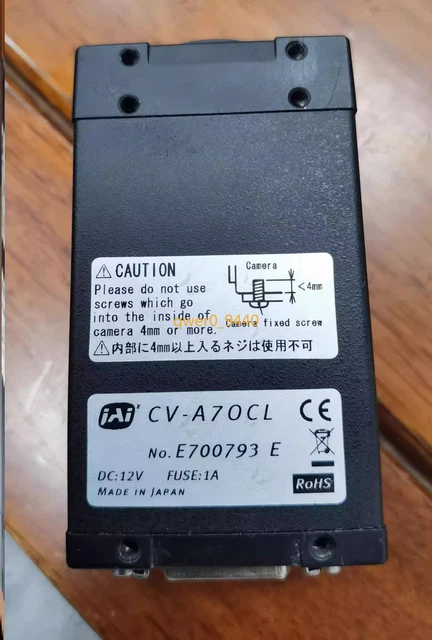 ⚠ CAUTION
Please do not use
screws which go
into the inside of
camera 4mm or more.
Camera
<4mm
Camera fixed screw
qwer0_8440
⚠内部に4mm以上入るネジは使用不可
JAi' CV-A70CL CE
No. E700793 E
DC:12V FUSE:1A
MADE IN JAPAN
RoHS